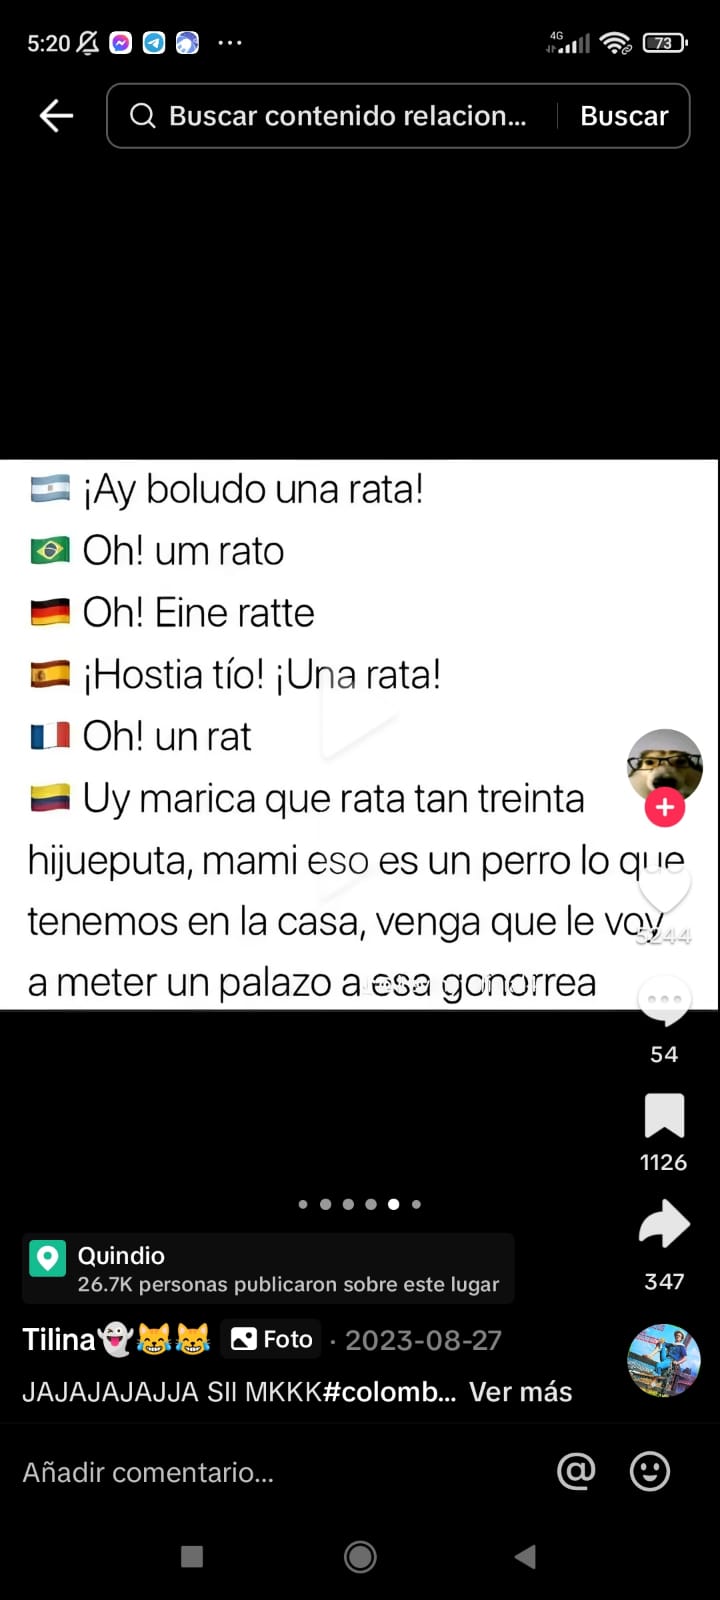 5:20 ...
4G 73
Buscar contenido relacion... Buscar
🇦🇷 ¡Ay boludo una rata!
🇧🇷 Oh! um rato
🇩🇪 Oh! Eine ratte
🇪🇸 ¡Hostia tío! ¡Una rata!
🇫🇷 Oh! un rat
🇨🇴 Uy marica que rata tan treinta
hijueputa, mami eso es un perro lo que
tenemos en la casa, venga que le voy
a meter un palazo a esa gonorrea
5244
54
1126
347
Quindio
26.7K personas publicaron sobre este lugar
Tilina👻😹😹 Foto · 2023-08-27
JAJAJAJAJJA SII MKKK#colomb... Ver más
Añadir comentario...